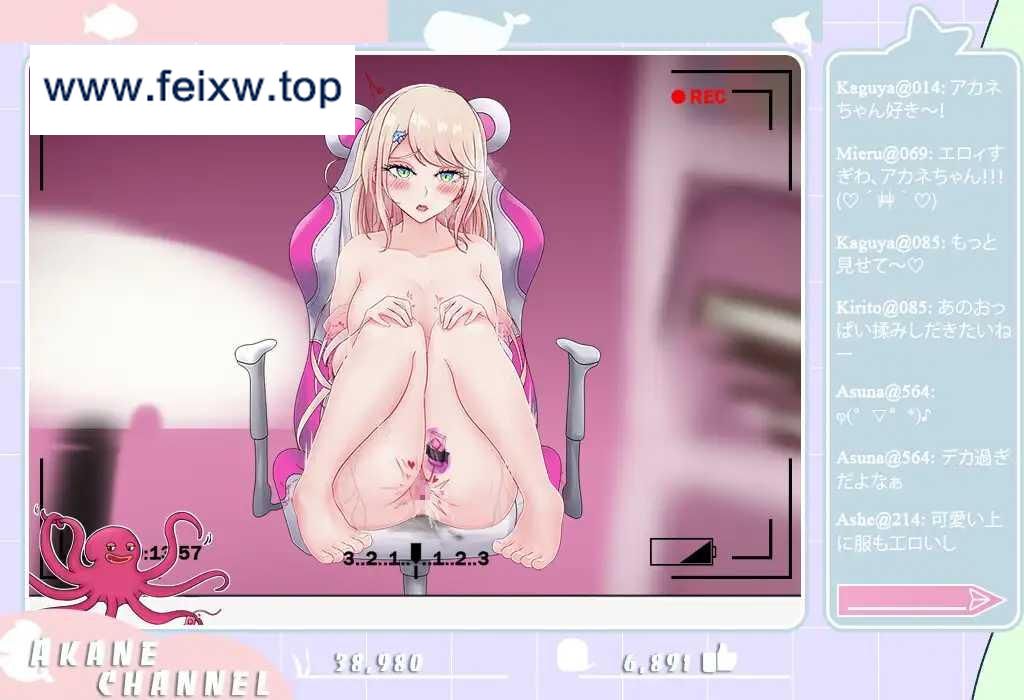 www.feixw.top
REC
Kaguya@014: アカネ
ちゃん好き〜!
Mieru@069: エロィす
ぎわ、アカネちゃん!!!
(♡ ´ 艸 ` ♡)
Kaguya@085: もっと
見せて〜♡
Kirito@085: あのおっ
ぱい揉みしだきたいね
ー
Asuna@564:
φ(° ▽ ° *)♪
Asuna@564: デカ過ぎ
だよなぁ
Ashe@214: 可愛い上
に服もエロいし
:13:57
3..2..1.. ..1..2..3
AKANE
CHANNEL
38,980
6,891